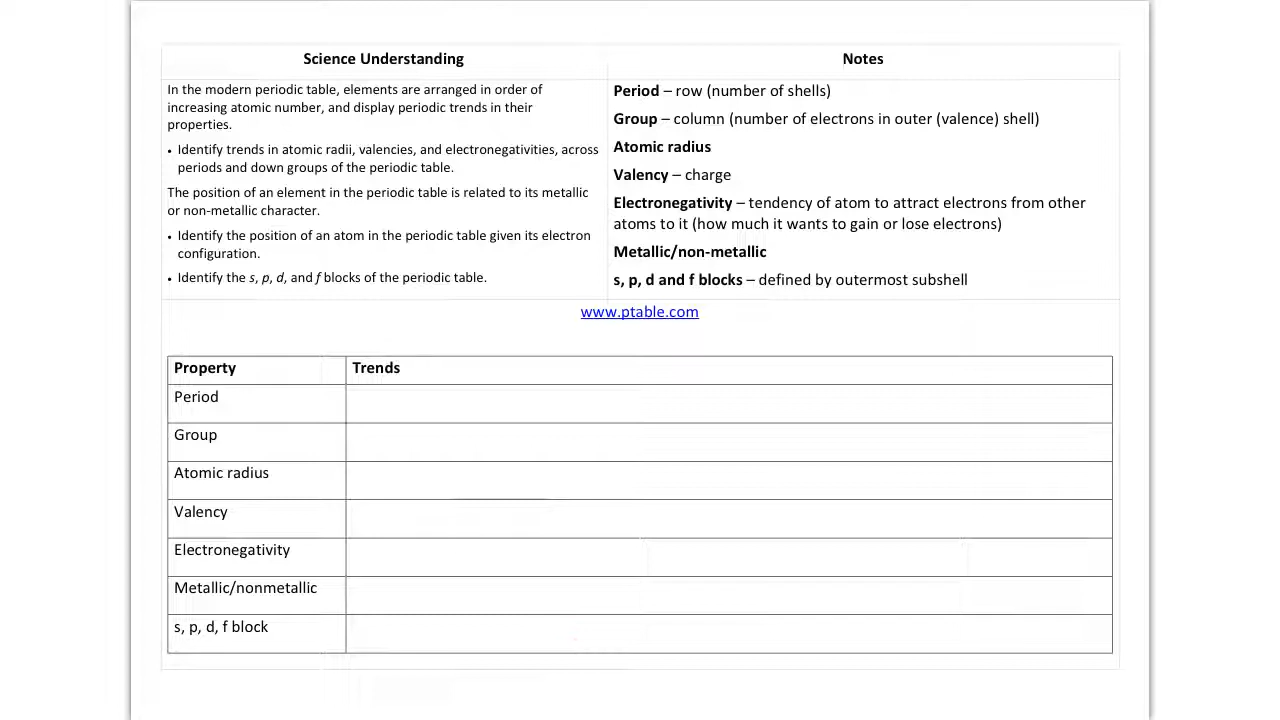 Science Understanding
Notes
In the modern periodic table, elements are arranged in order of
increasing atomic number, and display periodic trends in their
properties.
• Identify trends in atomic radii, valencies, and electronegativities, across
periods and down groups of the periodic table.
The position of an element in the periodic table is related to its metallic
or non-metallic character.
• Identify the position of an atom in the periodic table given its electron
configuration.
• Identify the s, p, d, and f blocks of the periodic table.
Period – row (number of shells)
Group – column (number of electrons in outer (valence) shell)
Atomic radius
Valency – charge
Electronegativity – tendency of atom to attract electrons from other
atoms to it (how much it wants to gain or lose electrons)
Metallic/non-metallic
s, p, d and f blocks – defined by outermost subshell
www.ptable.com
Property
Trends
Period
Group
Atomic radius
Valency
Electronegativity
Metallic/nonmetallic
s, p, d, f block